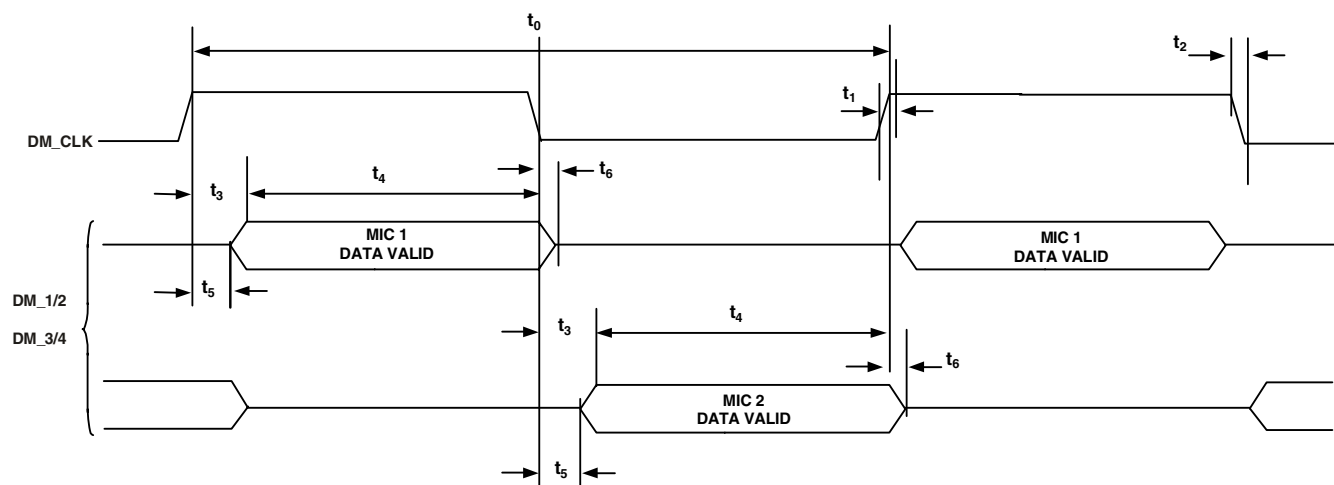 t₀
t₂
t₁
DM_CLK
t₃
t₄
t₆
MIC 1
DATA VALID
MIC 1
DATA VALID
t₅
DM_1/2
DM_3/4
t₃
t₄
t₆
MIC 2
DATA VALID
t₅